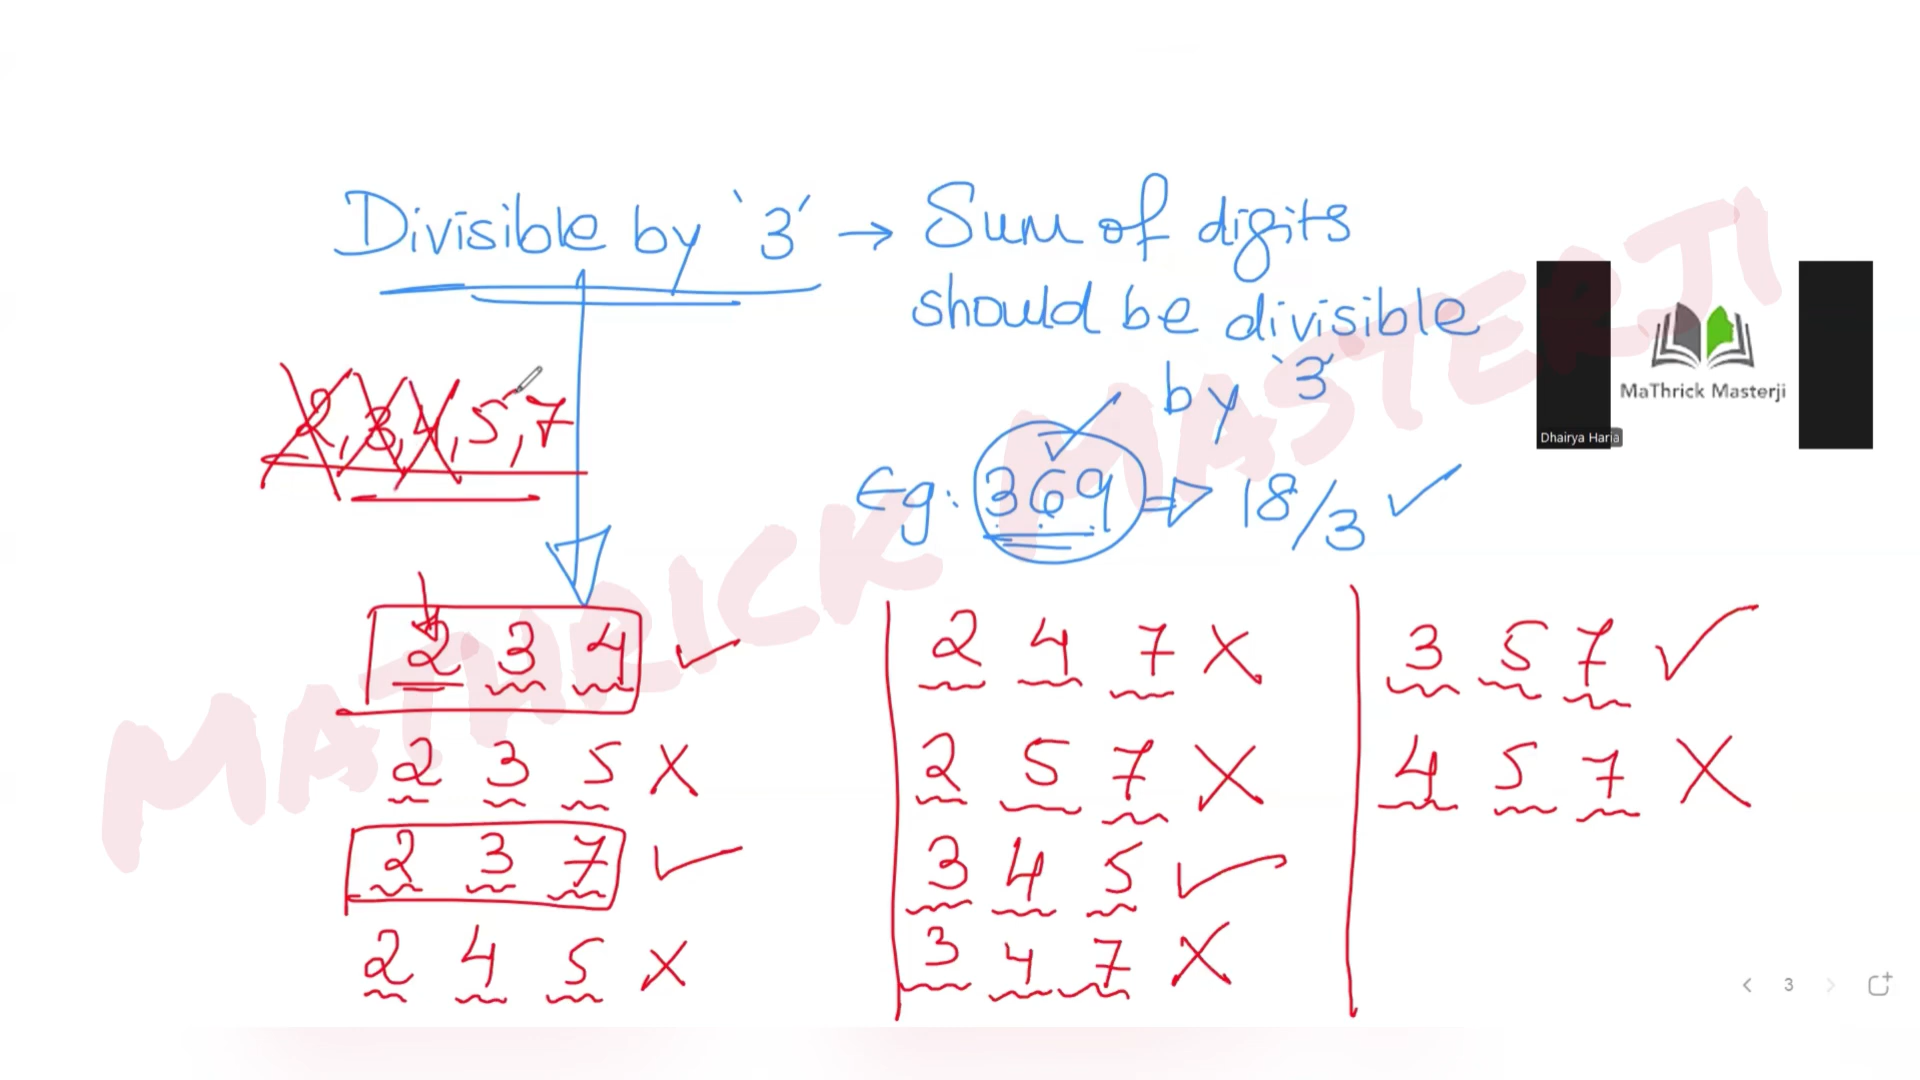 Divisible by '3' → Sum of digits
should be divisible
by '3'
2, 3, 4, 5, 7
Eg: 369 ⇒ 18/3 ✓
2 3 4 ✓
2 3 5 X
2 3 7 ✓
2 4 5 X
2 4 7 X
2 5 7 X
3 4 5 ✓
3 4 7 X
3 5 7 ✓
4 5 7 X
MATHRICK MASTERJI
MaThrick Masterji
Dhairya Haria
< 3 >